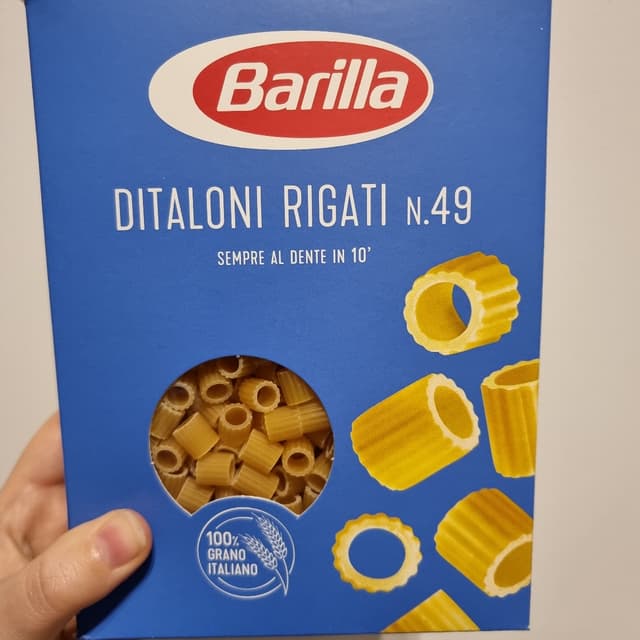 Barilla
DITALONI RIGATI N.49
SEMPRE AL DENTE IN 10'
100%
GRANO
ITALIANO